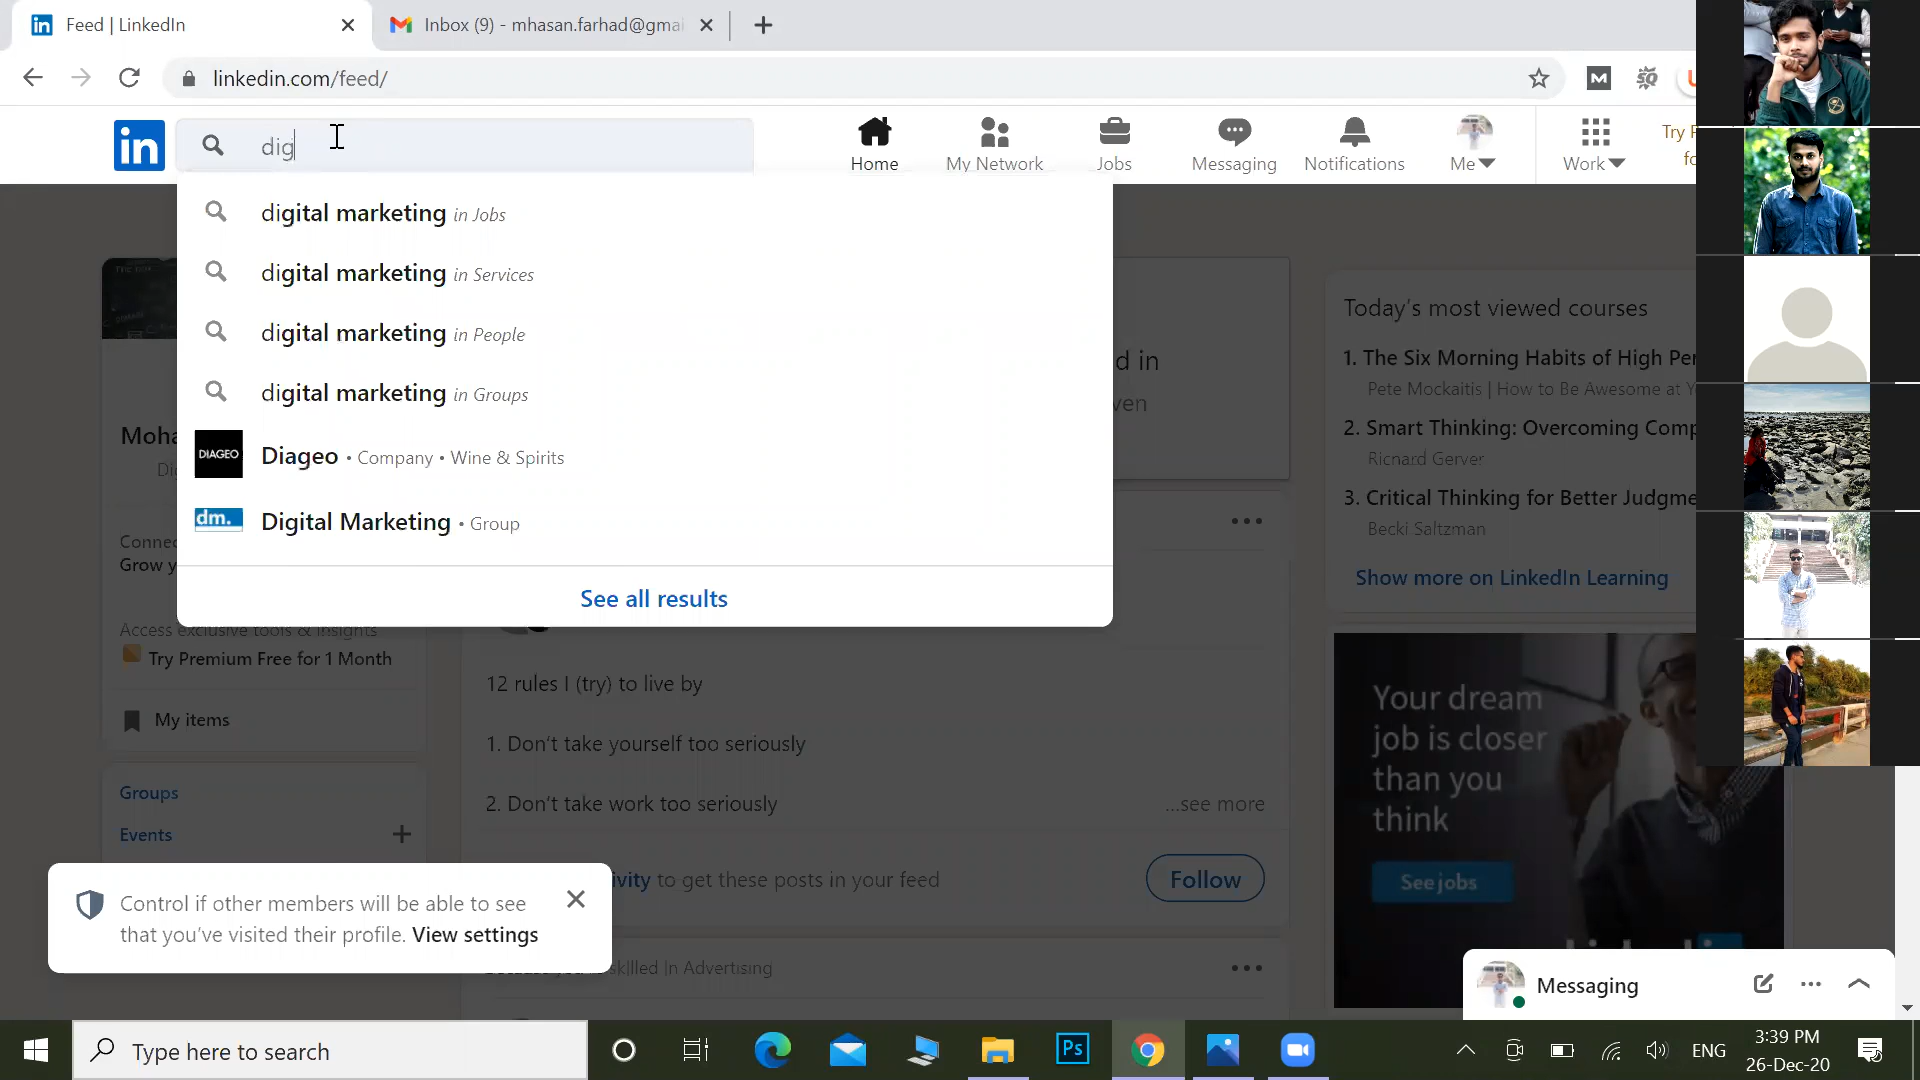 Feed | LinkedIn
Inbox (9) - mhasan.farhad@gmai
linkedin.com/feed/
in
dig
Home
My Network
Jobs
Messaging
Notifications
Me
Work
Try
digital marketing in Jobs
digital marketing in Services
digital marketing in People
digital marketing in Groups
DIAGEO
Diageo • Company • Wine & Spirits
dm.
Digital Marketing • Group
See all results
Today's most viewed courses
1. The Six Morning Habits of High Per
Pete Mockaitis | How to Be Awesome at Y
2. Smart Thinking: Overcoming Comp
Richard Gerver
3. Critical Thinking for Better Judgme
Becki Saltzman
Show more on LinkedIn Learning
d in
ven
Moha
Connec
Grow y
Access exclusive tools & insights
Try Premium Free for 1 Month
My items
Groups
Events
12 rules I (try) to live by
1. Don't take yourself too seriously
2. Don't take work too seriously
...see more
ivity to get these posts in your feed
Follow
skilled in Advertising
Your dream
job is closer
than you
think
See jobs
Control if other members will be able to see
that you've visited their profile. View settings
Messaging
Type here to search
Ps
ENG
3:39 PM
26-Dec-20